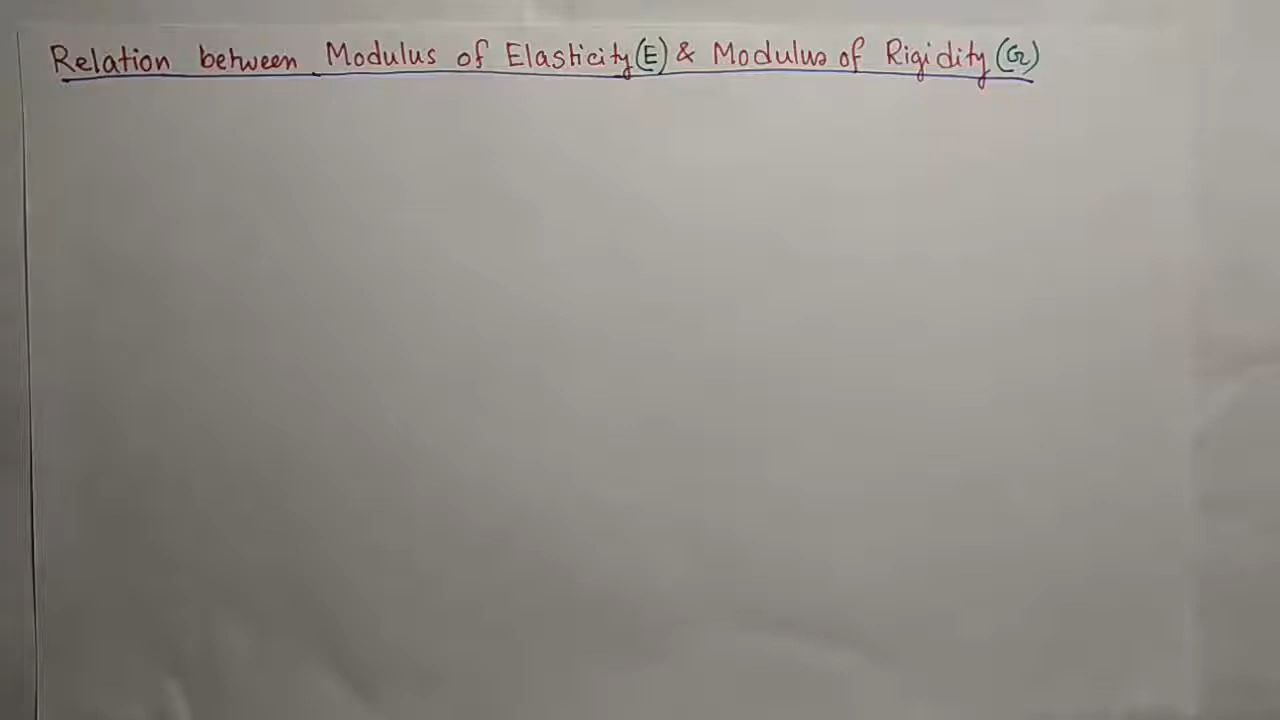 Relation between Modulus of Elasticity (E) & Modulus of Rigidity (G)